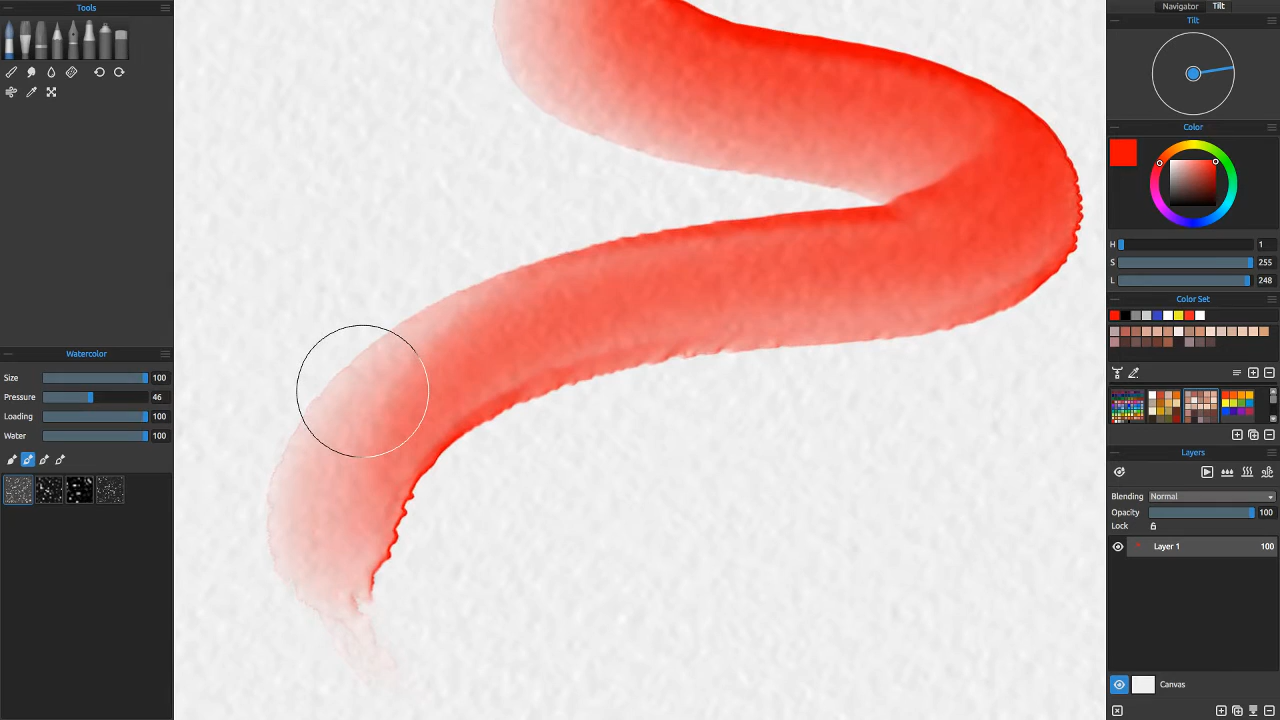 Tools
Watercolor
Size 100
Pressure 46
Loading 100
Water 100
Navigator Tilt
Tilt
Color
H 1
S 255
L 248
Color Set
Layers
Blending Normal
Opacity 100
Lock
Layer 1 100
Canvas